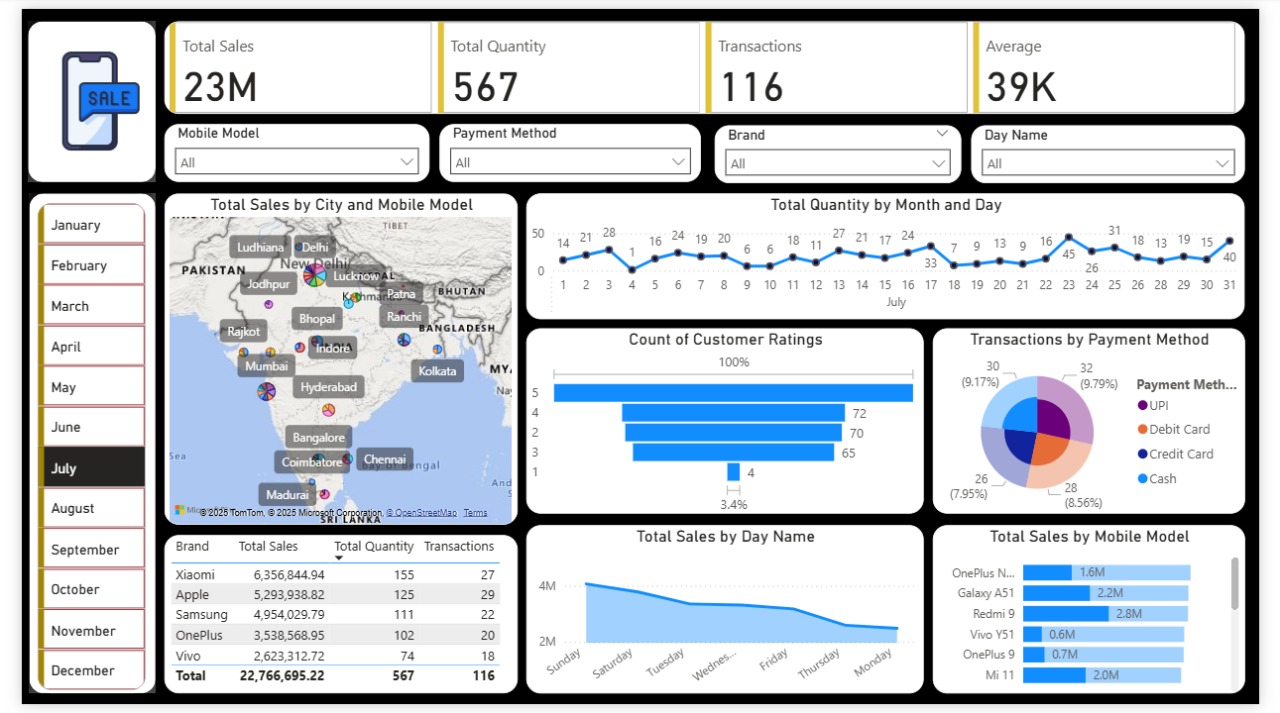 SALE
Total Sales
23M
Total Quantity
567
Transactions
116
Average
39K
Mobile Model
All
Payment Method
All
Brand
All
Day Name
All
January
February
March
April
May
June
July
August
September
October
November
December
Total Sales by City and Mobile Model
TIBET
Ludhiana
Delhi
New Delhi
PAKISTAN
Lucknow
Jodhpur
Patna
BHUTAN
Bhopal
Ranchi
Rajkot
BANGLADESH
Indore
Mumbai
Kolkata
Hyderabad
Bangalore
Coimbatore
Chennai
Sea
Bay of Bengal
Madurai
© 2025 TomTom, © 2025 Microsoft Corporation, © OpenStreetMap Terms
SRI LANKA
Brand Total Sales Total Quantity Transactions
Xiaomi 6,356,844.94 155 27
Apple 5,293,938.82 125 29
Samsung 4,954,029.79 111 22
OnePlus 3,538,568.95 102 20
Vivo 2,623,312.72 74 18
Total 22,766,695.22 567 116
Total Quantity by Month and Day
50
0
14 21 28 1 16 24 19 20 6 6 18 11 27 21 17 24 33 7 9 13 9 16 45 26 31 18 13 19 15 40
1 2 3 4 5 6 7 8 9 10 11 12 13 14 15 16 17 18 19 20 21 22 23 24 25 26 28 29 30 31
July
Count of Customer Ratings
100%
5
4 72
2 70
3 65
1 4
3.4%
Transactions by Payment Method
30
(9.17%)
32
(9.79%)
26
(7.95%)
28
(8.56%)
Payment Meth...
UPI
Debit Card
Credit Card
Cash
Total Sales by Day Name
4M
2M
Sunday
Saturday
Tuesday
Wednes...
Friday
Thursday
Monday
Total Sales by Mobile Model
OnePlus N... 1.6M
Galaxy A51 2.2M
Redmi 9 2.8M
Vivo Y51 0.6M
OnePlus 9 0.7M
Mi 11 2.0M